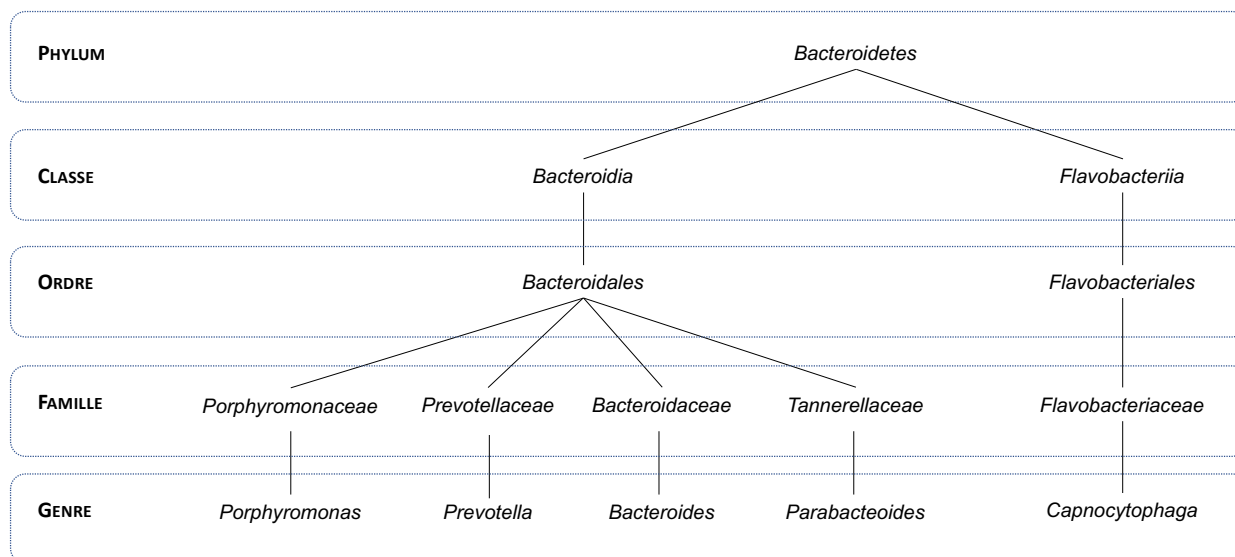 PHYLUM Bacteroidetes
CLASSE Bacteroidia Flavobacteriia
ORDRE Bacteroidales Flavobacteriales
FAMILLE Porphyromonaceae Prevotellaceae Bacteroidaceae Tannerellaceae Flavobacteriaceae
GENRE Porphyromonas Prevotella Bacteroides Parabacteoides Capnocytophaga